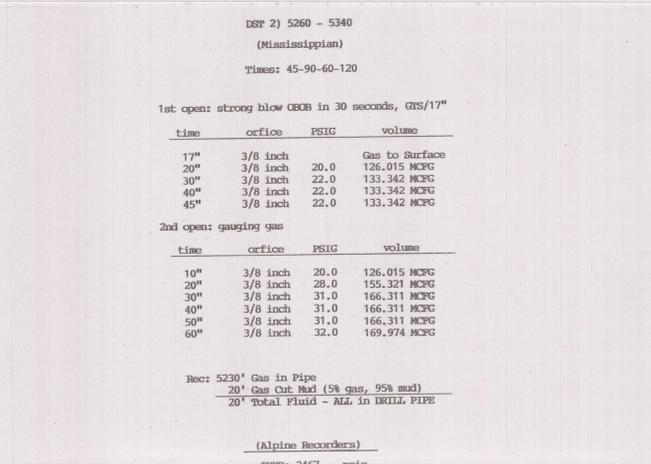 DST 2) 5260 - 5340
(Mississippian)
Times: 45-90-60-120
1st open: strong blow OBOB in 30 seconds, GTS/17"
time orfice PSIG volume
17" 3/8 inch Gas to Surface
20" 3/8 inch 20.0 126.015 MCFG
30" 3/8 inch 22.0 133.342 MCFG
40" 3/8 inch 22.0 133.342 MCFG
45" 3/8 inch 22.0 133.342 MCFG
2nd open: gauging gas
time orfice PSIG volume
10" 3/8 inch 20.0 126.015 MCFG
20" 3/8 inch 28.0 155.321 MCFG
30" 3/8 inch 31.0 166.311 MCFG
40" 3/8 inch 31.0 166.311 MCFG
50" 3/8 inch 31.0 166.311 MCFG
60" 3/8 inch 32.0 169.974 MCFG
Rec: 5230' Gas in Pipe
20' Gas Cut Mud (5% gas, 95% mud)
20' Total Fluid - ALL in DRILL PIPE
(Alpine Recorders)